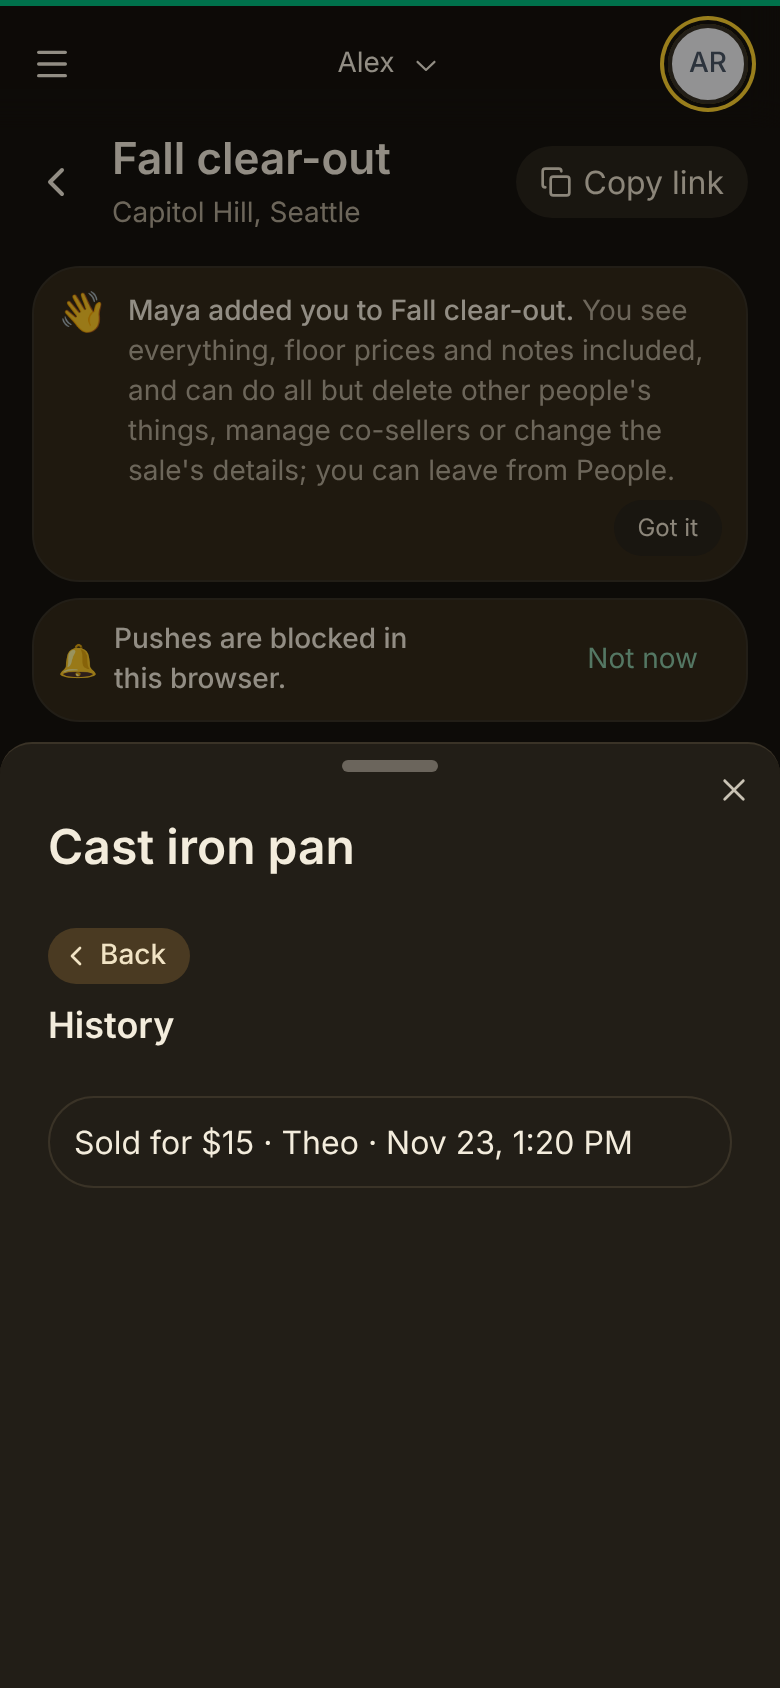 Alex
AR
Fall clear-out
Capitol Hill, Seattle
Copy link
Maya added you to Fall clear-out. You see
everything, floor prices and notes included,
and can do all but delete other people's
things, manage co-sellers or change the
sale's details; you can leave from People.
Got it
Pushes are blocked in
this browser.
Not now
Cast iron pan
Back
History
Sold for $15 · Theo · Nov 23, 1:20 PM